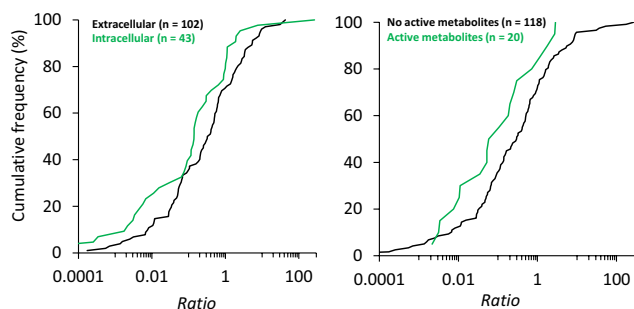 Extracellular (n = 102)
Intracellular (n = 43)
Cumulative frequency (%)
100
80
60
40
20
0
0.0001
0.01
1
100
Ratio
No active metabolites (n = 118)
Active metabolites (n = 20)
100
80
60
40
20
0
0.0001
0.01
1
100
Ratio